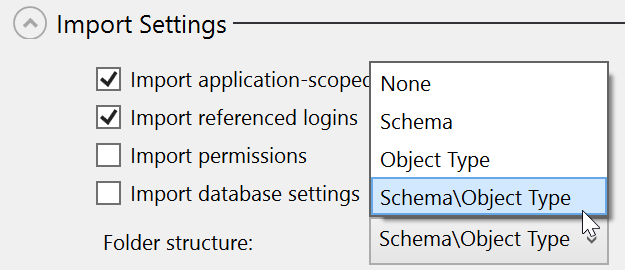 Import Settings
Import application-scoped
Import referenced logins
Import permissions
Import database settings
None
Schema
Object Type
Schema\Object Type
Folder structure:
Schema\Object Type